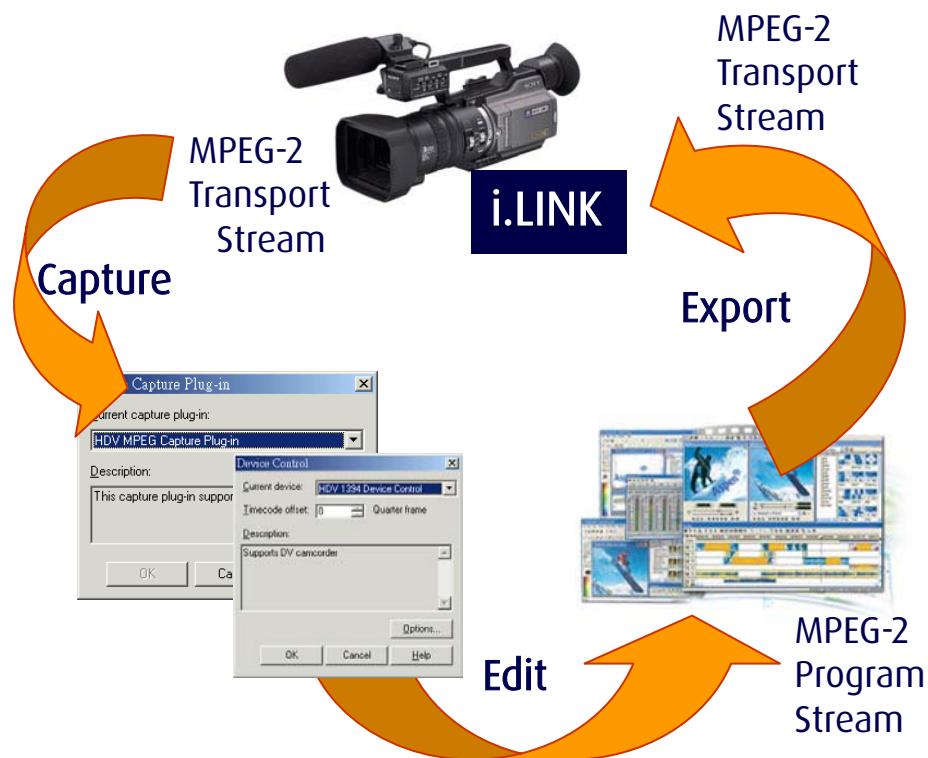 MPEG-2
Transport
Stream
SONY
MPEG-2
Transport
Stream
i.LINK
Capture
Export
Capture Plug-in
Current capture plug-in:
HDV MPEG Capture Plug-in
Description:
This capture plug-in suppor
OK
Ca
Device Control
Current device:
HDV 1394 Device Control
Timecode offset:
0
Quarter frame
Description:
Supports DV camcorder
Options...
OK
Cancel
Help
Edit
MPEG-2
Program
Stream